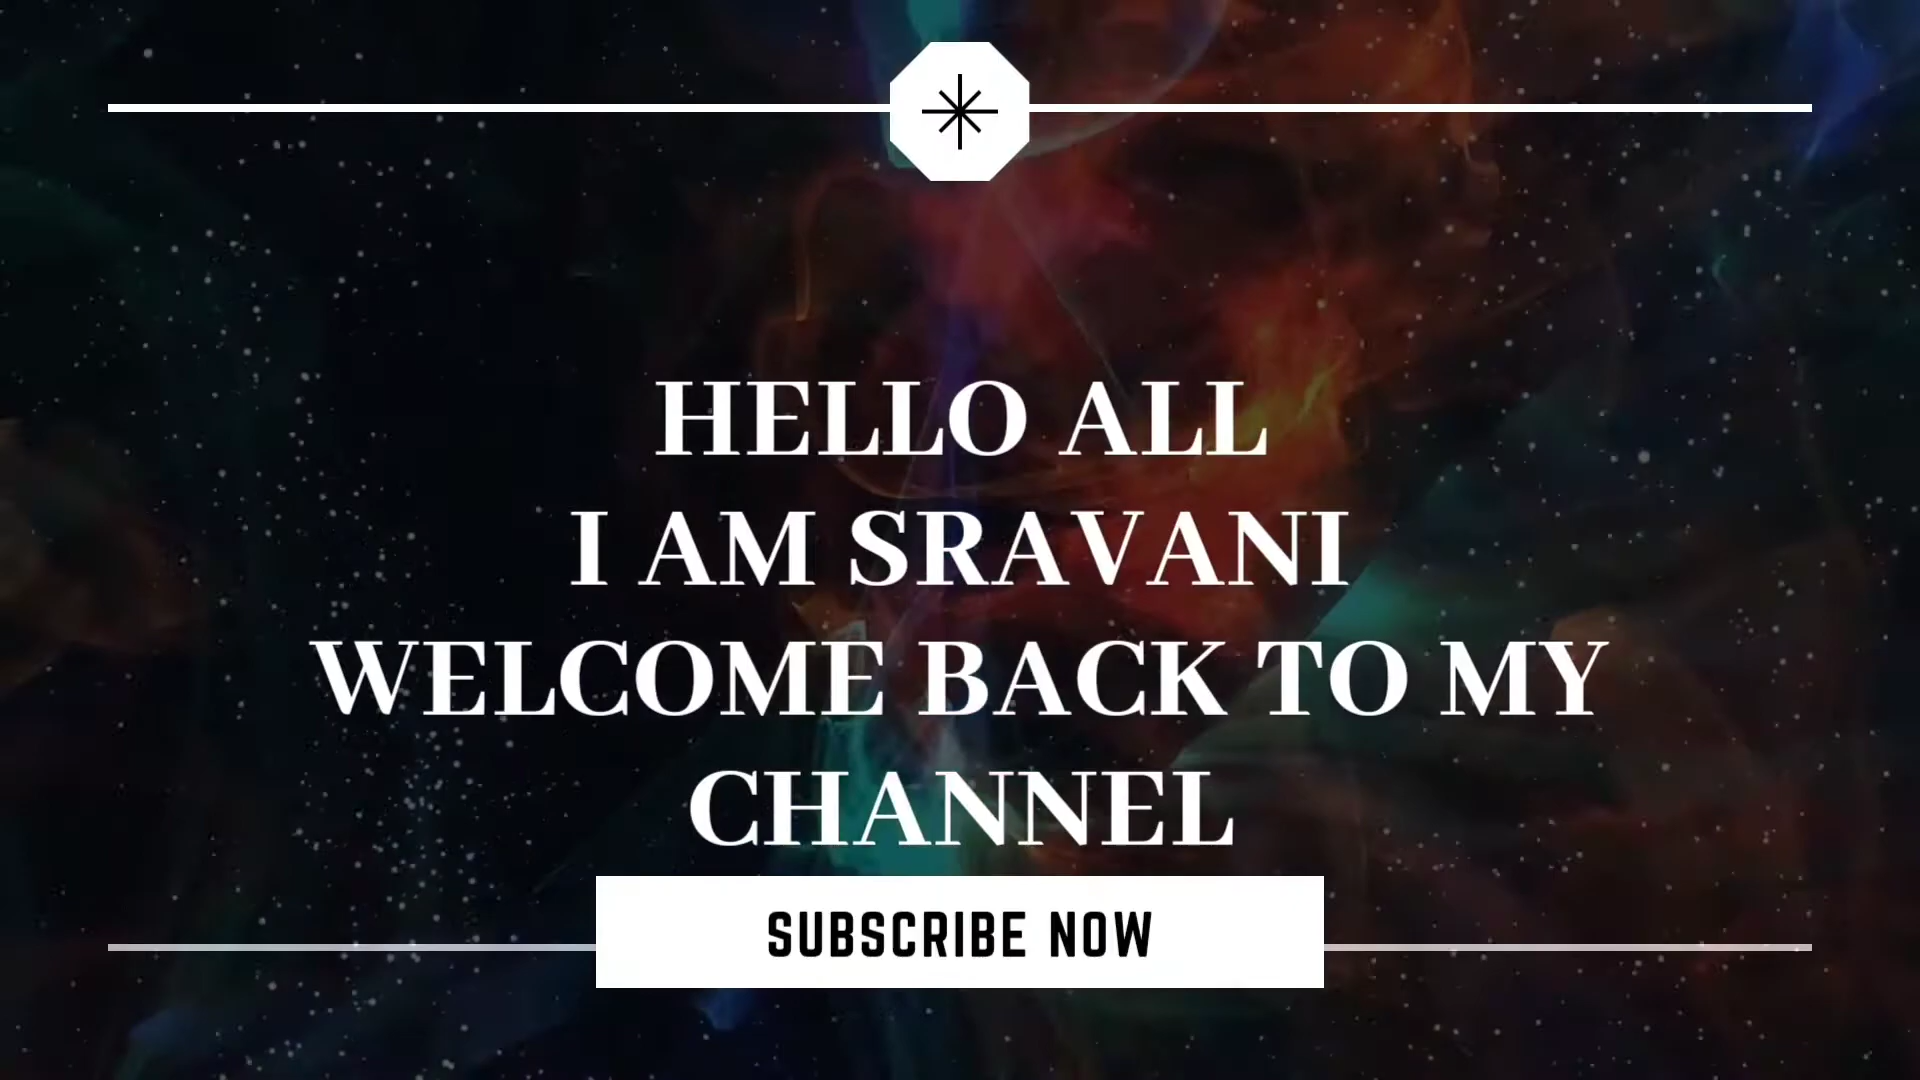 HELLO ALL
I AM SRAVANI
WELCOME BACK TO MY
CHANNEL
SUBSCRIBE NOW